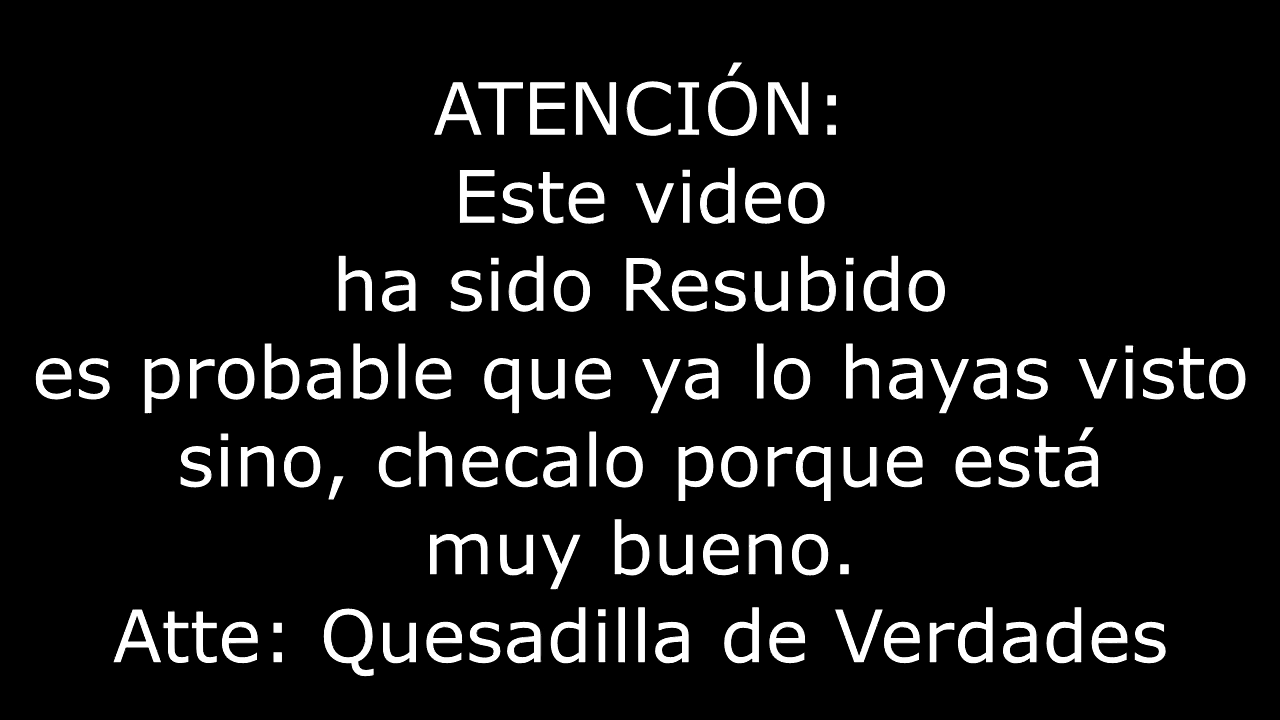 ATENCIÓN:
Este video
ha sido Resubido
es probable que ya lo hayas visto
sino, checalo porque está
muy bueno.
Atte: Quesadilla de Verdades